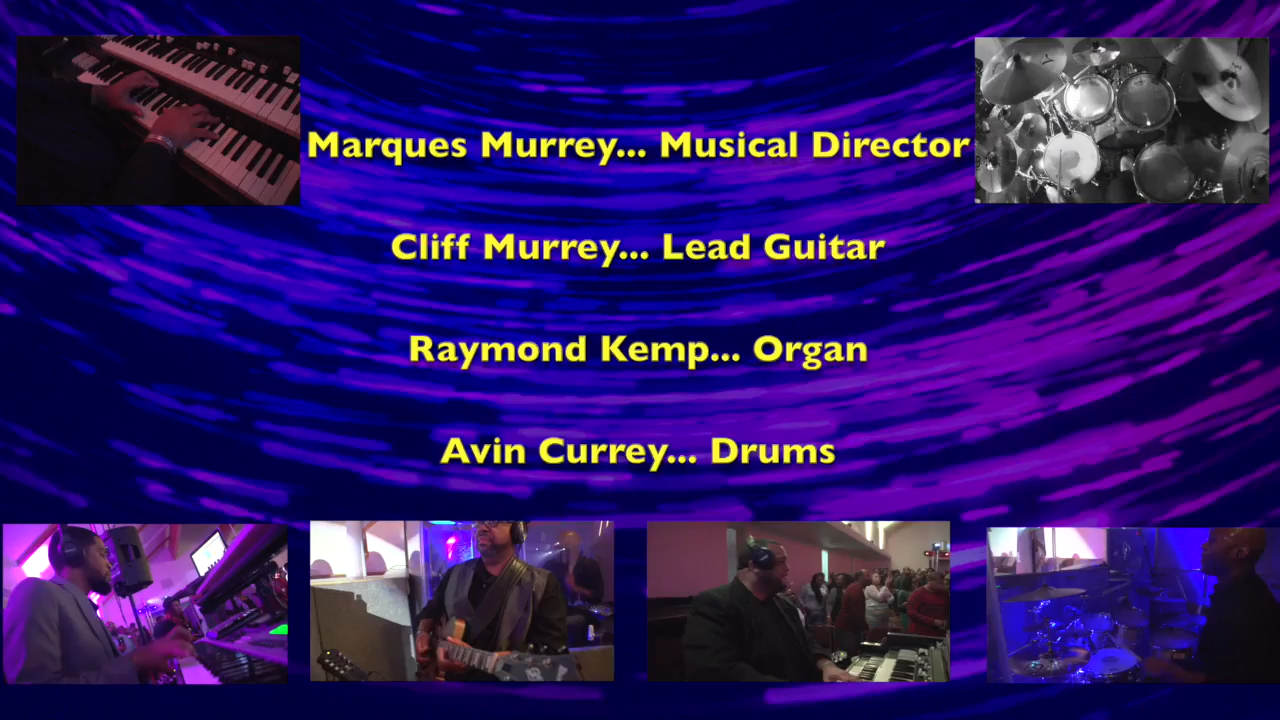 Marques Murrey... Musical Director
Cliff Murrey... Lead Guitar
Raymond Kemp... Organ
Avin Currey... Drums